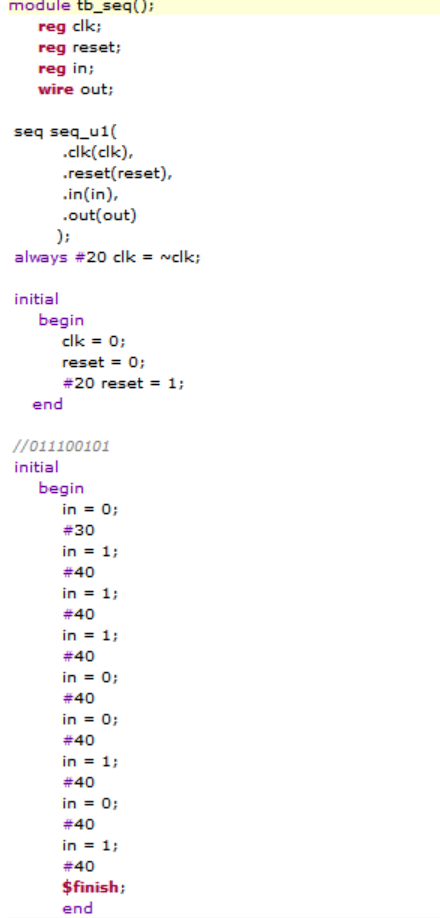 module tb_seq();
reg clk;
reg reset;
reg in;
wire out;
seq seq_u1(
.clk(clk),
.reset(reset),
.in(in),
.out(out)
);
always #20 clk = ~clk;
initial
begin
clk = 0;
reset = 0;
#20 reset = 1;
end
//011100101
initial
begin
in = 0;
#30
in = 1;
#40
in = 1;
#40
in = 1;
#40
in = 0;
#40
in = 0;
#40
in = 1;
#40
in = 0;
#40
in = 1;
#40
$finish;
end